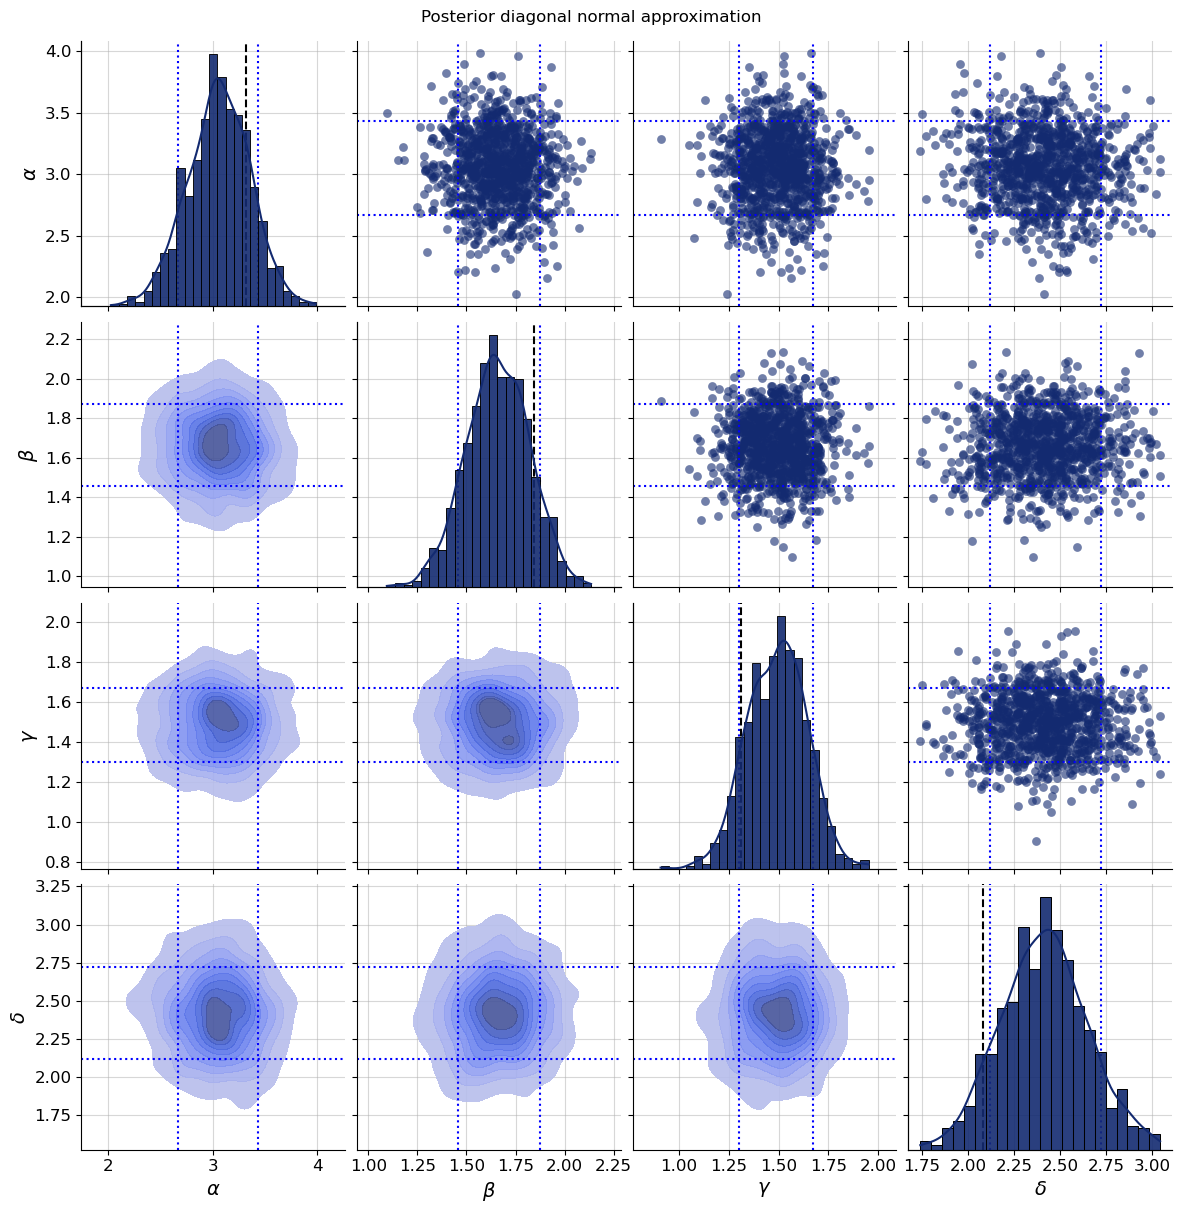 Posterior diagonal normal approximation
4.0
3.5
3.0
2.5
2.0
α
2.2
2.0
1.8
1.6
1.4
1.2
1.0
β
2.0
1.8
1.6
1.4
1.2
1.0
0.8
γ
3.25
3.00
2.75
2.50
2.25
2.00
1.75
δ
2 3 4
1.00 1.25 1.50 1.75 2.00 2.25
1.00 1.25 1.50 1.75 2.00
1.75 2.00 2.25 2.50 2.75 3.00
α β γ δ